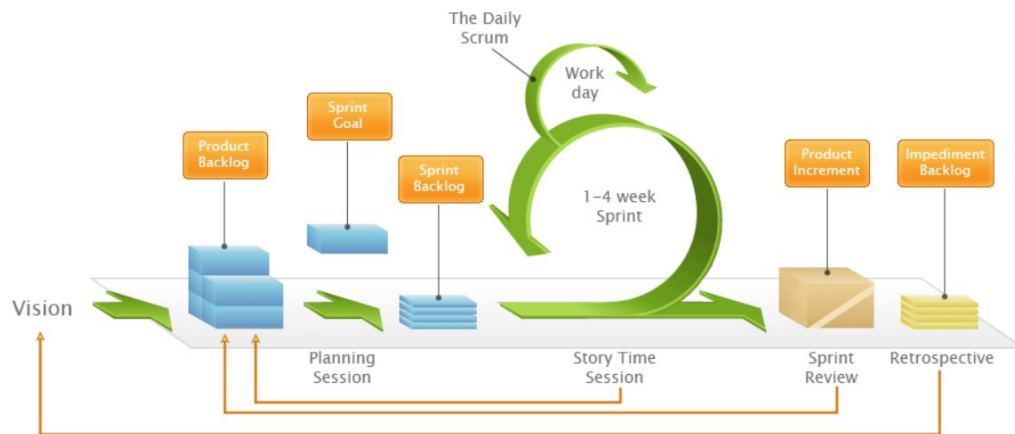 The Daily
Scrum
Work
day
Sprint
Goal
Product
Backlog
Sprint
Backlog
Product
Increment
Impediment
Backlog
1-4 week
Sprint
Vision
Planning
Session
Story Time
Session
Sprint
Review
Retrospective